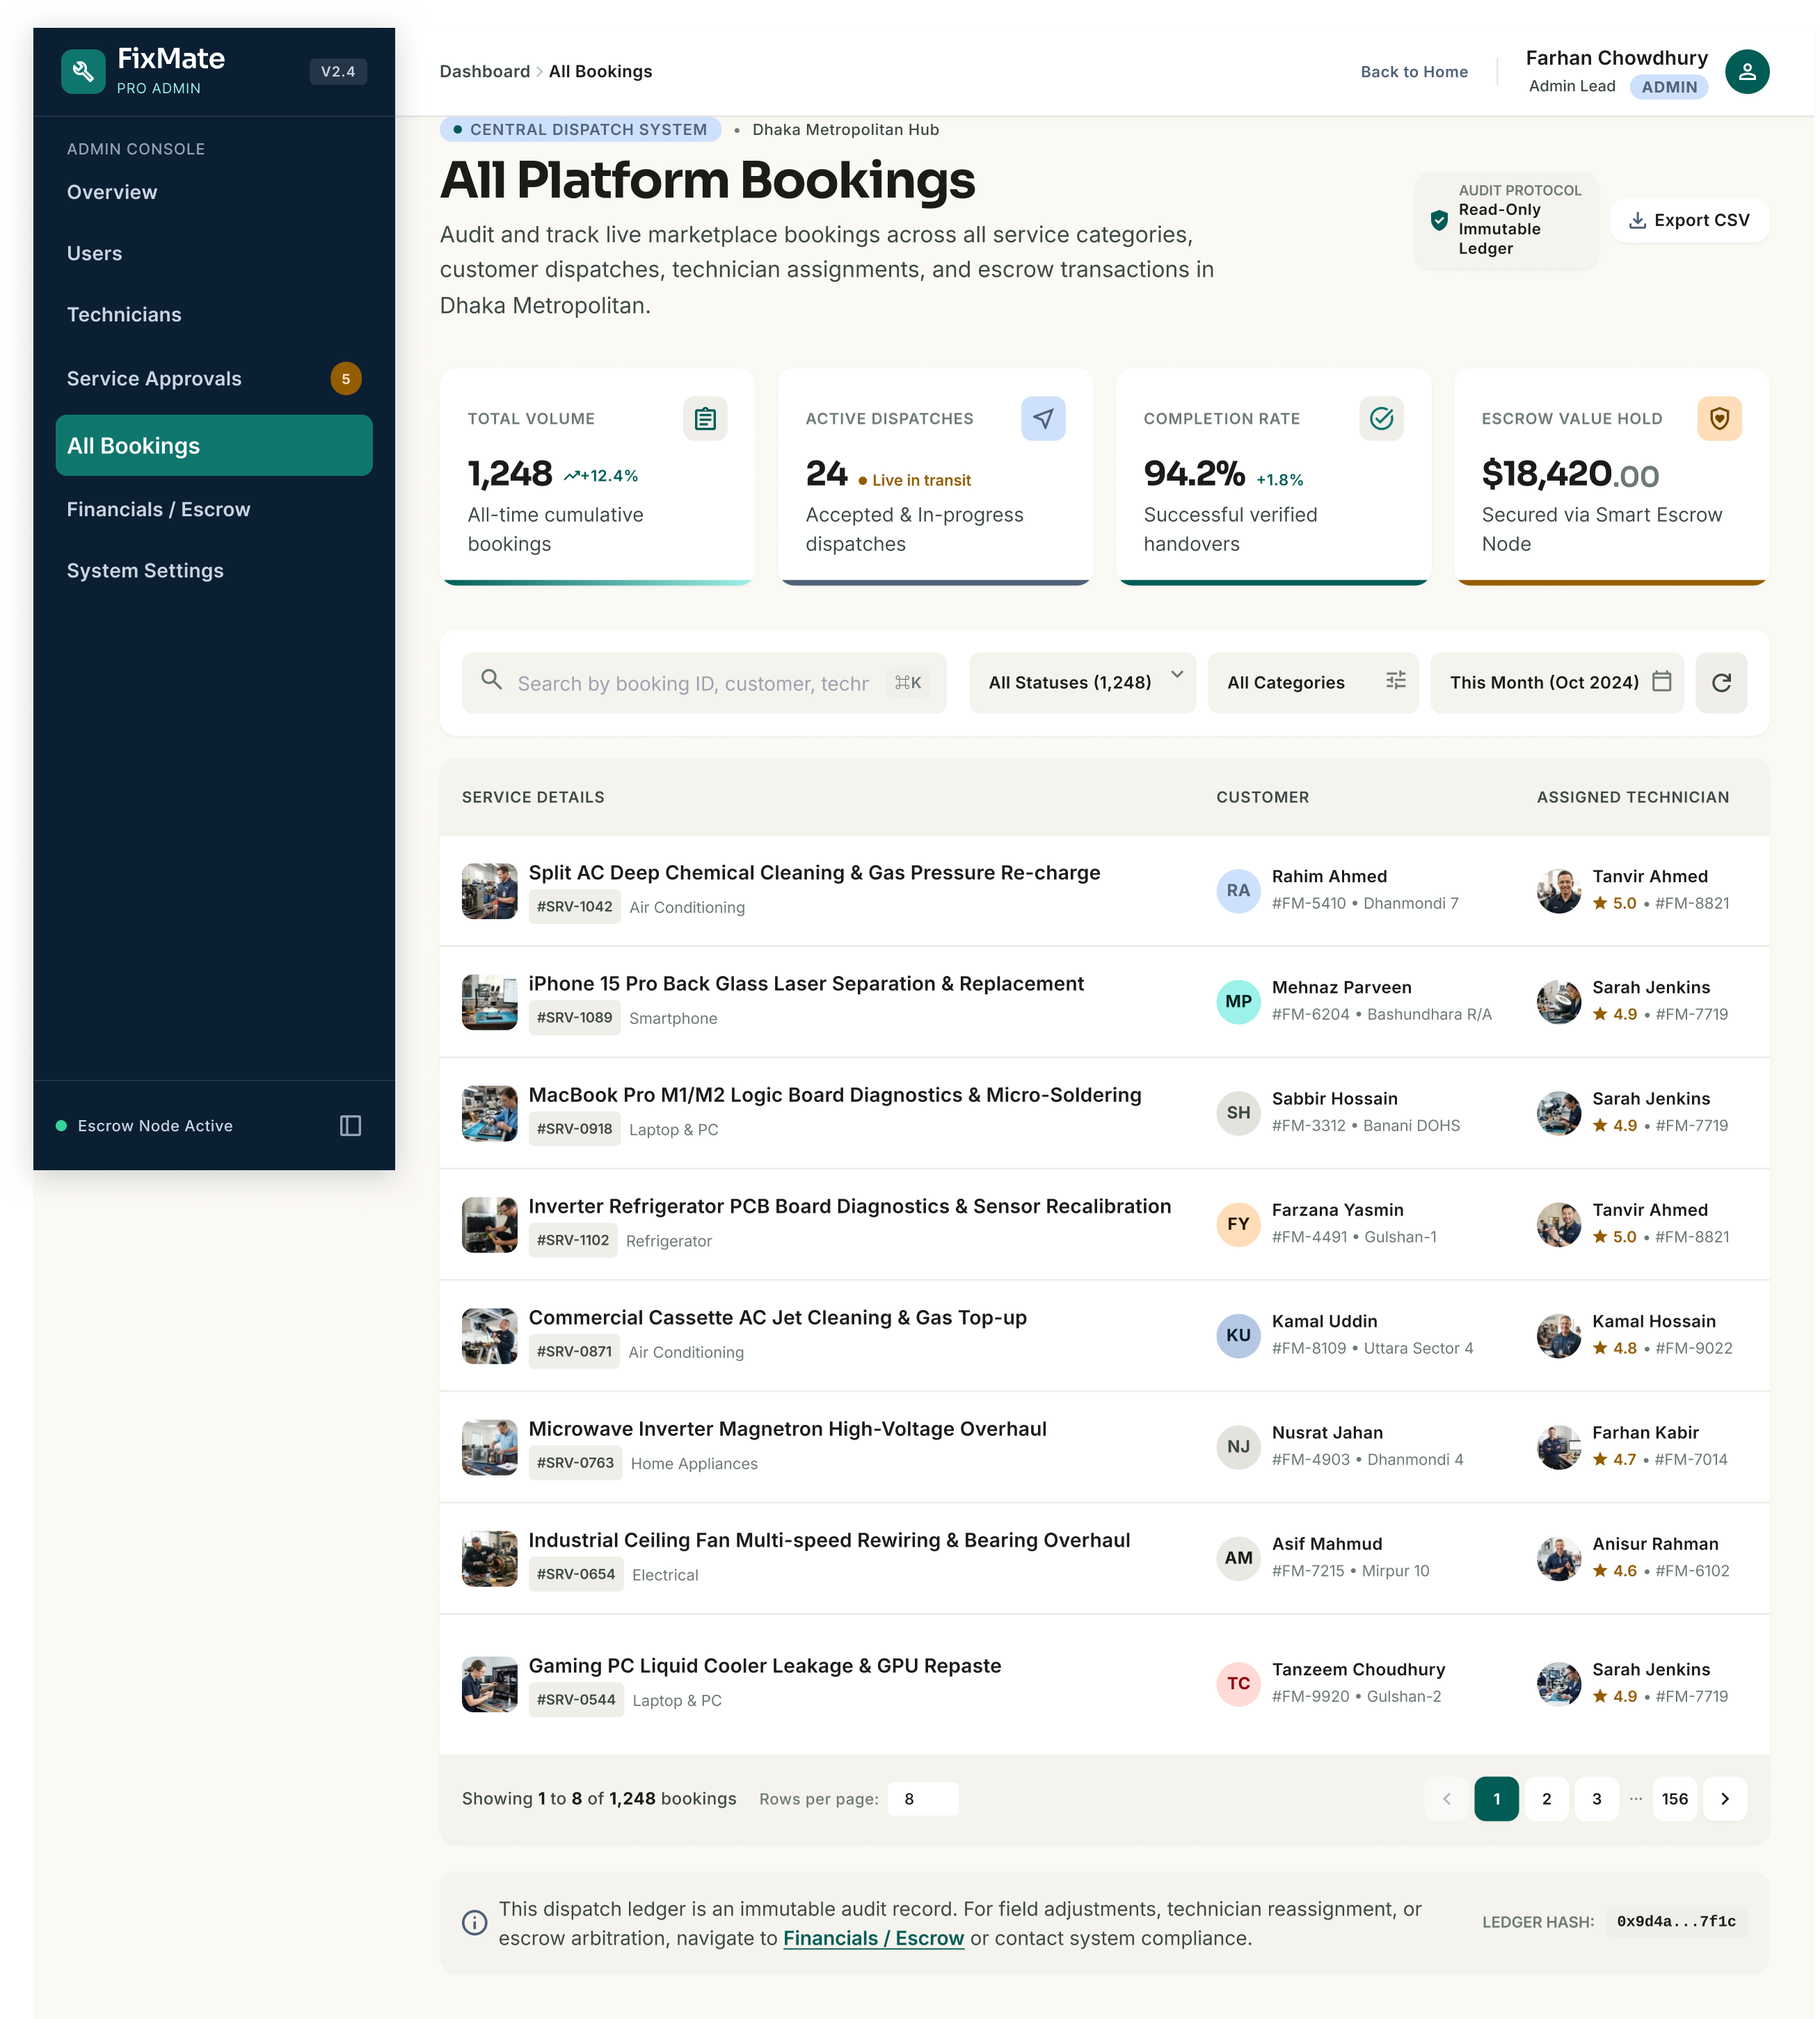 FixMate
PRO ADMIN
V2.4
ADMIN CONSOLE
Overview
Users
Technicians
Service Approvals
5
All Bookings
Financials / Escrow
System Settings
Escrow Node Active
Dashboard
All Bookings
Back to Home
Farhan Chowdhury
Admin Lead
ADMIN
CENTRAL DISPATCH SYSTEM • Dhaka Metropolitan Hub
All Platform Bookings
Audit and track live marketplace bookings across all service categories,
customer dispatches, technician assignments, and escrow transactions in
Dhaka Metropolitan.
AUDIT PROTOCOL
Read-Only
Immutable
Ledger
Export CSV
TOTAL VOLUME
1,248 +12.4%
All-time cumulative
bookings
ACTIVE DISPATCHES
24 Live in transit
Accepted & In-progress
dispatches
COMPLETION RATE
94.2% +1.8%
Successful verified
handovers
ESCROW VALUE HOLD
$18,420.00
Secured via Smart Escrow
Node
Search by booking ID, customer, techr
⌘K
All Statuses (1,248)
All Categories
This Month (Oct 2024)
SERVICE DETAILS
CUSTOMER
ASSIGNED TECHNICIAN
Split AC Deep Chemical Cleaning & Gas Pressure Re-charge
#SRV-1042 Air Conditioning
RA
Rahim Ahmed
#FM-5410 • Dhanmondi 7
Tanvir Ahmed
★ 5.0 • #FM-8821
iPhone 15 Pro Back Glass Laser Separation & Replacement
#SRV-1089 Smartphone
MP
Mehnaz Parveen
#FM-6204 • Bashundhara R/A
Sarah Jenkins
★ 4.9 • #FM-7719
MacBook Pro M1/M2 Logic Board Diagnostics & Micro-Soldering
#SRV-0918 Laptop & PC
SH
Sabbir Hossain
#FM-3312 • Banani DOHS
Sarah Jenkins
★ 4.9 • #FM-7719
Inverter Refrigerator PCB Board Diagnostics & Sensor Recalibration
#SRV-1102 Refrigerator
FY
Farzana Yasmin
#FM-4491 • Gulshan-1
Tanvir Ahmed
★ 5.0 • #FM-8821
Commercial Cassette AC Jet Cleaning & Gas Top-up
#SRV-0871 Air Conditioning
KU
Kamal Uddin
#FM-8109 • Uttara Sector 4
Kamal Hossain
★ 4.8 • #FM-9022
Microwave Inverter Magnetron High-Voltage Overhaul
#SRV-0763 Home Appliances
NJ
Nusrat Jahan
#FM-4903 • Dhanmondi 4
Farhan Kabir
★ 4.7 • #FM-7014
Industrial Ceiling Fan Multi-speed Rewiring & Bearing Overhaul
#SRV-0654 Electrical
AM
Asif Mahmud
#FM-7215 • Mirpur 10
Anisur Rahman
★ 4.6 • #FM-6102
Gaming PC Liquid Cooler Leakage & GPU Repaste
#SRV-0544 Laptop & PC
TC
Tanzeem Choudhury
#FM-9920 • Gulshan-2
Sarah Jenkins
★ 4.9 • #FM-7719
Showing 1 to 8 of 1,248 bookings
Rows per page: 8
1 2 3 ... 156
This dispatch ledger is an immutable audit record. For field adjustments, technician reassignment, or
escrow arbitration, navigate to Financials / Escrow or contact system compliance.
LEDGER HASH: 0x9d4a...7f1c